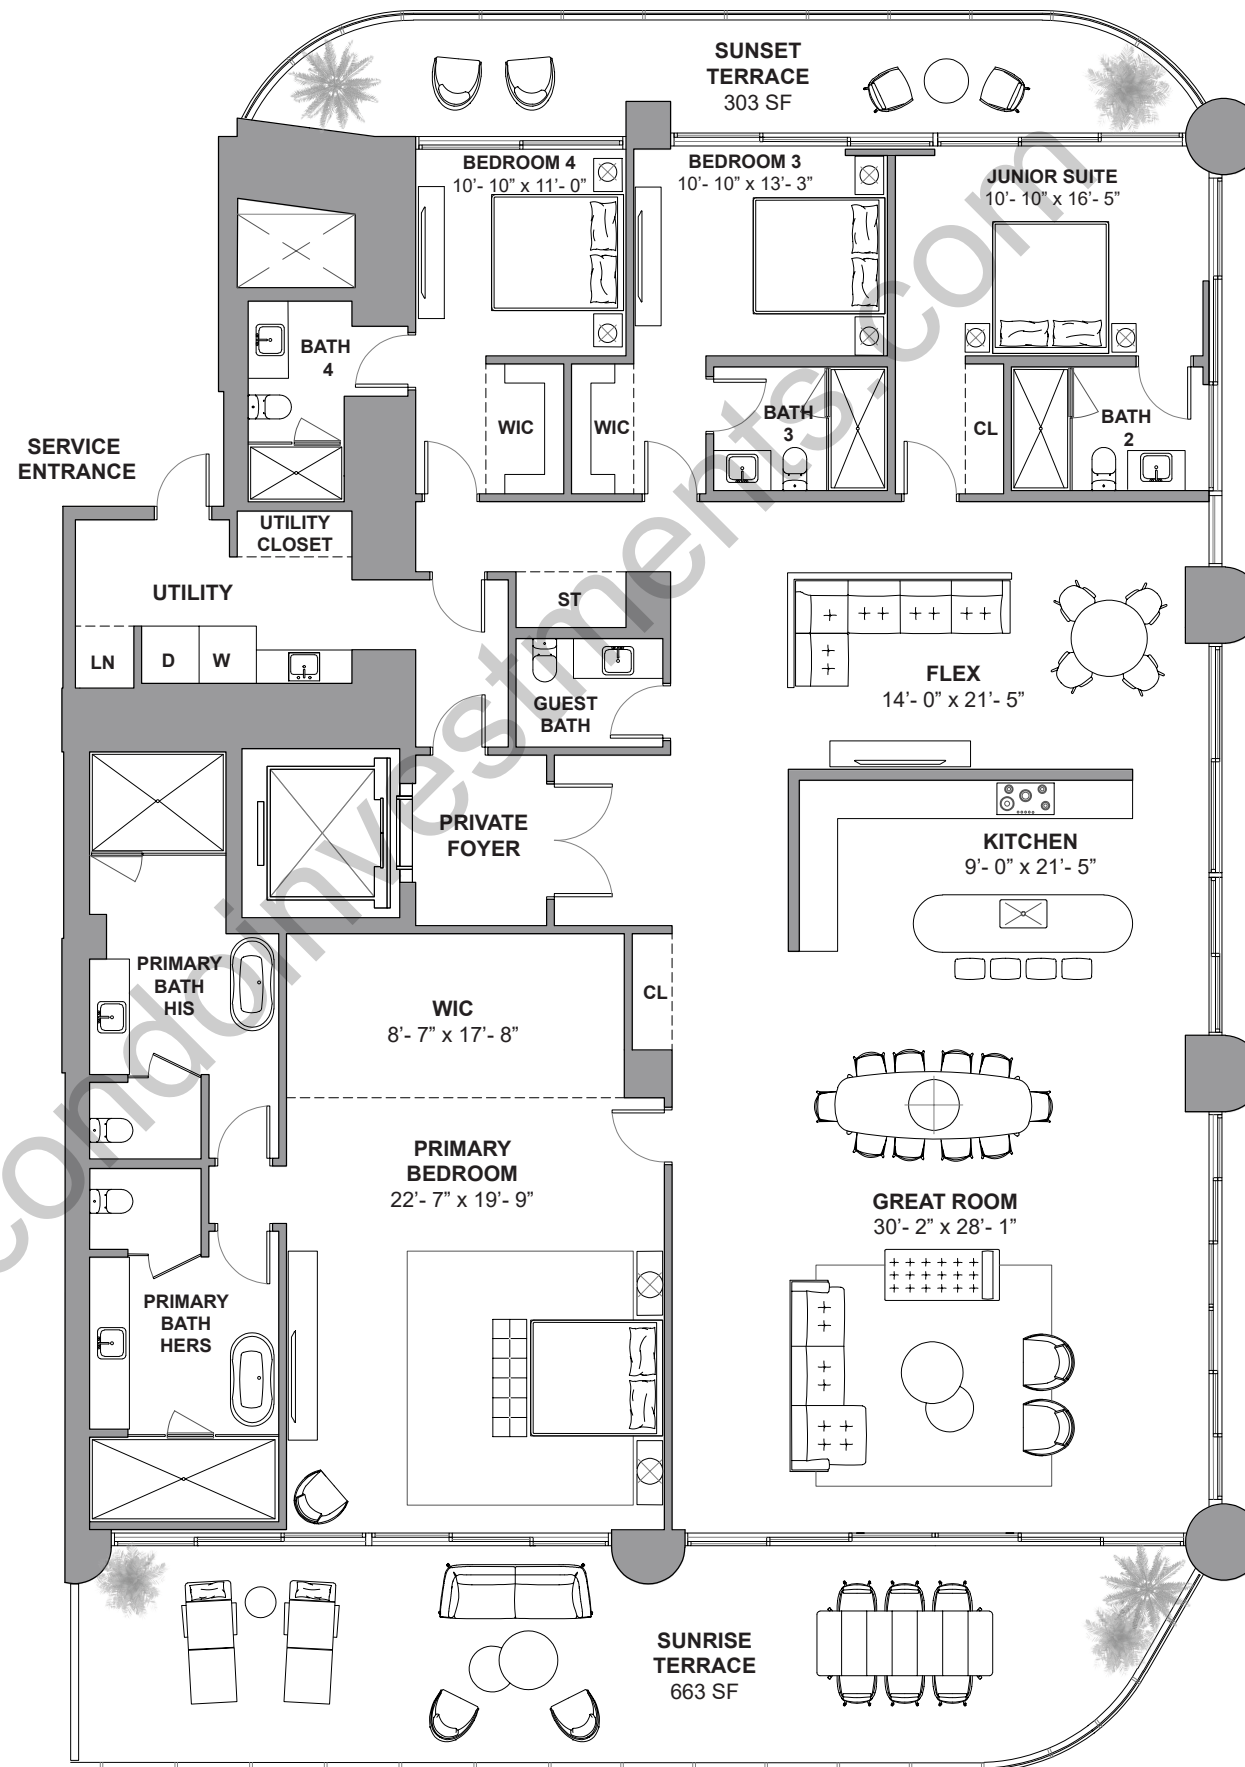 SUNSET
TERRACE
303 SF
BEDROOM 4
10'- 10" x 11'- 0"
BEDROOM 3
10'- 10" x 13'- 3"
JUNIOR SUITE
10'- 10" x 16'- 5"
BATH
4
WIC
WIC
BATH
3
CL
BATH
2
SERVICE
ENTRANCE
UTILITY
CLOSET
UTILITY
ST
LN
D
W
GUEST
BATH
FLEX
14'- 0" x 21'- 5"
PRIVATE
FOYER
KITCHEN
9'- 0" x 21'- 5"
PRIMARY
BATH
HIS
WIC
8'- 7" x 17'- 8"
CL
PRIMARY
BEDROOM
22'- 7" x 19'- 9"
GREAT ROOM
30'- 2" x 28'- 1"
PRIMARY
BATH
HERS
SUNRISE
TERRACE
663 SF
condoinvestments.com